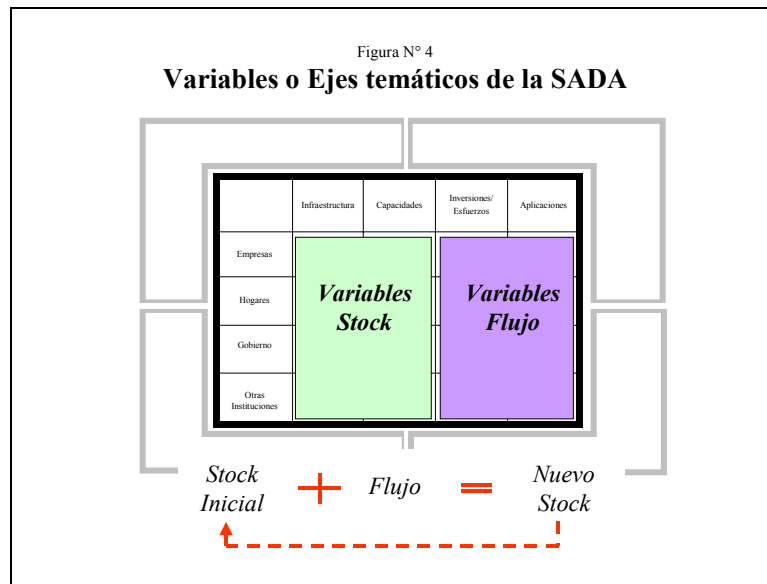 Figura N° 4
Variables o Ejes temáticos de la SADA
Infraestructura
Capacidades
Inversiones/
Esfuerzos
Aplicaciones
Empresas
Hogares
Gobierno
Otras
Instituciones
Variables
Stock
Variables
Flujo
Stock
Inicial
+
Flujo
=
Nuevo
Stock